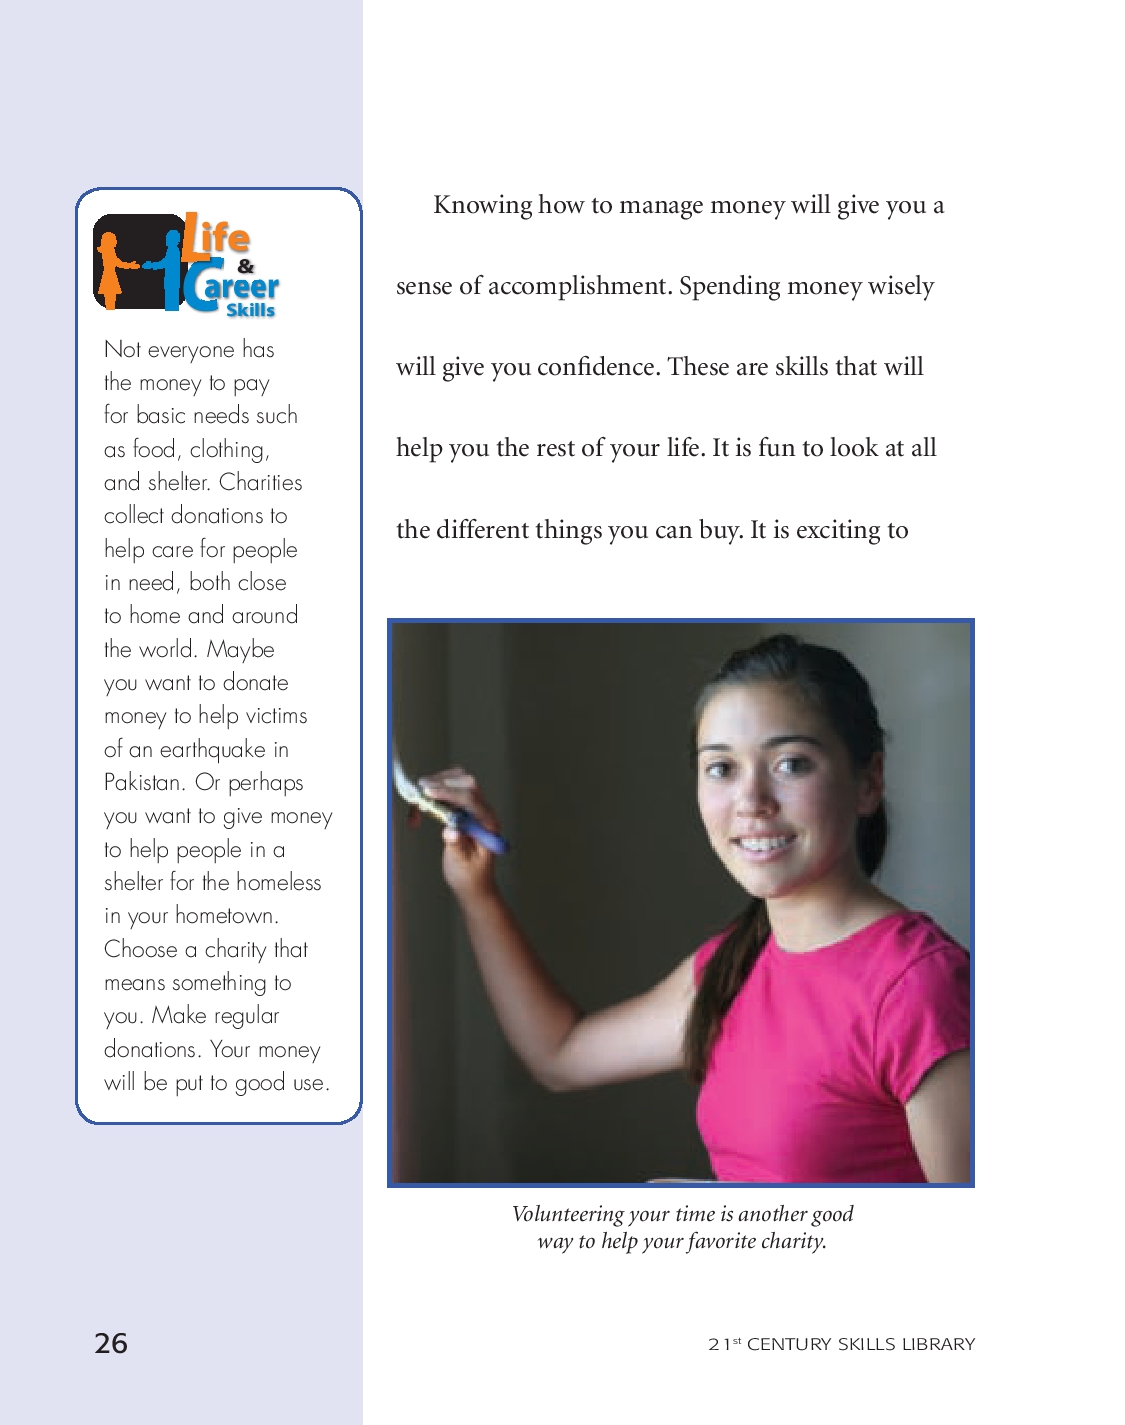 Life
&
Career
Skills
Not everyone has
the money to pay
for basic needs such
as food, clothing,
and shelter. Charities
collect donations to
help care for people
in need, both close
to home and around
the world. Maybe
you want to donate
money to help victims
of an earthquake in
Pakistan. Or perhaps
you want to give money
to help people in a
shelter for the homeless
in your hometown.
Choose a charity that
means something to
you. Make regular
donations. Your money
will be put to good use.
Knowing how to manage money will give you a
sense of accomplishment. Spending money wisely
will give you confidence. These are skills that will
help you the rest of your life. It is fun to look at all
the different things you can buy. It is exciting to
Volunteering your time is another good
way to help your favorite charity.
26
21st CENTURY SKILLS LIBRARY